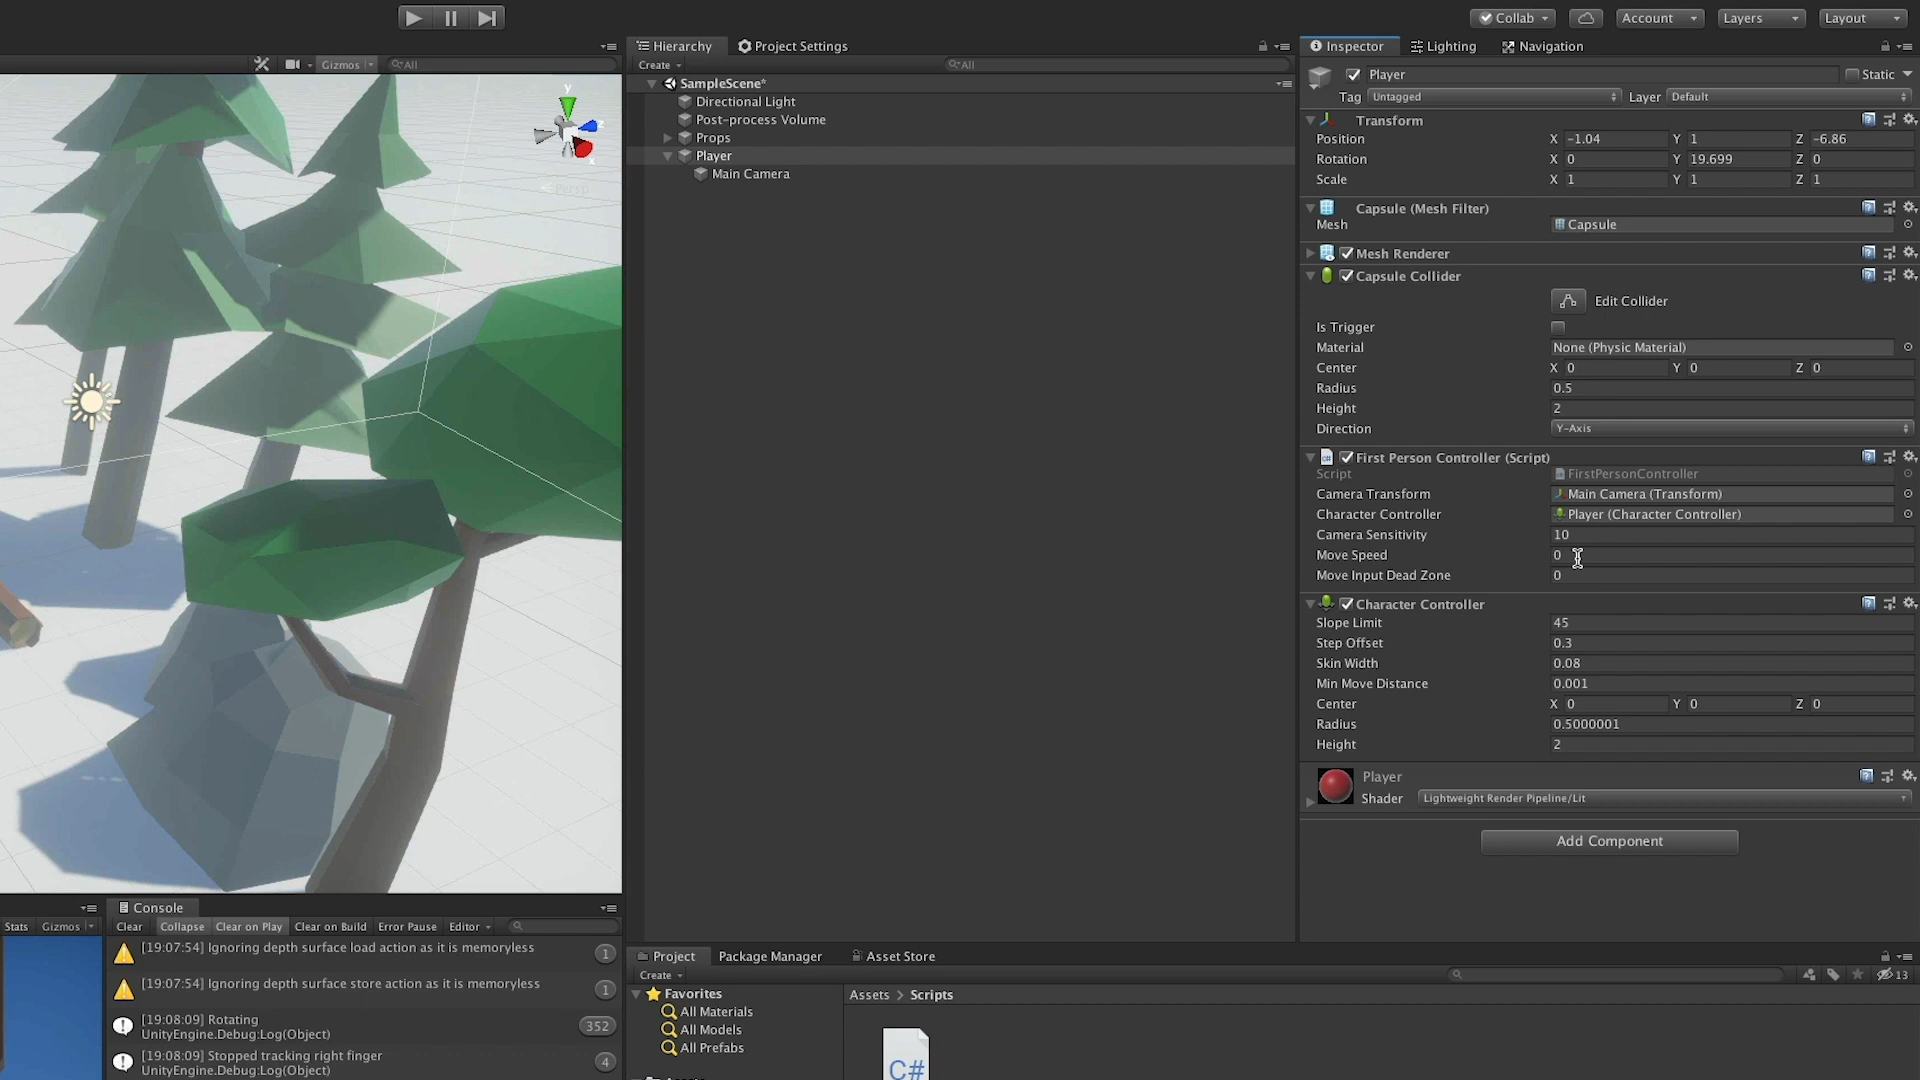 Collab
Account
Layers
Layout
Hierarchy
Project Settings
Inspector
Lighting
Navigation
Gizmos
All
Create
All
SampleScene*
Directional Light
Post-process Volume
Props
Player
Main Camera
y
z
x
Persp
Player
Static
Tag Untagged
Layer Default
Transform
Position X -1.04 Y 1 Z -6.86
Rotation X 0 Y 19.699 Z 0
Scale X 1 Y 1 Z 1
Capsule (Mesh Filter)
Mesh Capsule
Mesh Renderer
Capsule Collider
Edit Collider
Is Trigger
Material None (Physic Material)
Center X 0 Y 0 Z 0
Radius 0.5
Height 2
Direction Y-Axis
First Person Controller (Script)
Script FirstPersonController
Camera Transform Main Camera (Transform)
Character Controller Player (Character Controller)
Camera Sensitivity 10
Move Speed 0
Move Input Dead Zone 0
Character Controller
Slope Limit 45
Step Offset 0.3
Skin Width 0.08
Min Move Distance 0.001
Center X 0 Y 0 Z 0
Radius 0.5000001
Height 2
Player
Shader Lightweight Render Pipeline/Lit
Add Component
Stats Gizmos
Console
Clear Collapse Clear on Play Clear on Build Error Pause Editor
[19:07:54] Ignoring depth surface load action as it is memoryless 1
[19:07:54] Ignoring depth surface store action as it is memoryless 1
[19:08:09] Rotating 352
UnityEngine.Debug:Log(Object)
[19:08:09] Stopped tracking right finger 4
UnityEngine.Debug:Log(Object)
Project
Package Manager
Asset Store
Create
13
Favorites
All Materials
All Models
All Prefabs
Assets > Scripts
C#